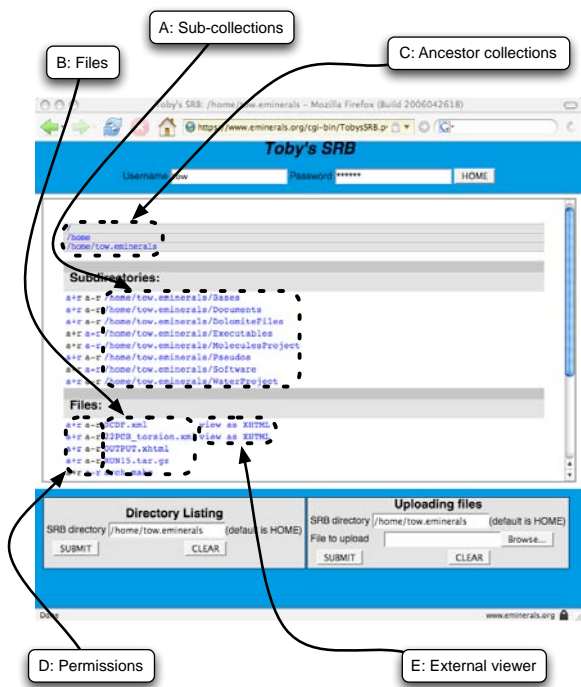 A: Sub-collections
C: Ancestor collections
B: Files
Toby's SRB: /home/tow.eminerals - Mozilla Firefox (Build 2006042618)
https://www.eminerals.org/cgi-bin/TobysSRB.p
Toby's SRB
Username tow Password ****** HOME
/
/home
/home/tow.eminerals
Subdirectories:
a+r a-r /home/tow.eminerals/Bases
a+r a-r /home/tow.eminerals/Documents
a+r a-r /home/tow.eminerals/DolomiteFiles
a+r a-r /home/tow.eminerals/Executables
a+r a-r /home/tow.eminerals/MoleculesProject
a+r a-r /home/tow.eminerals/Pseudos
a+r a-r /home/tow.eminerals/Software
a+r a-r /home/tow.eminerals/WaterProject
Files:
a+r a-r view as XHTML
a+r a-r 22PCB_torsion.xml view as XHTML
a+r a-r OUTPUT.xhtml
a+r a-r RUN15.tar.gz
a+r a-r
Directory Listing
SRB directory /home/tow.eminerals (default is HOME)
SUBMIT CLEAR
Uploading files
SRB directory /home/tow.eminerals (default is HOME)
File to upload Browse...
SUBMIT CLEAR
Done www.eminerals.org
D: Permissions
E: External viewer